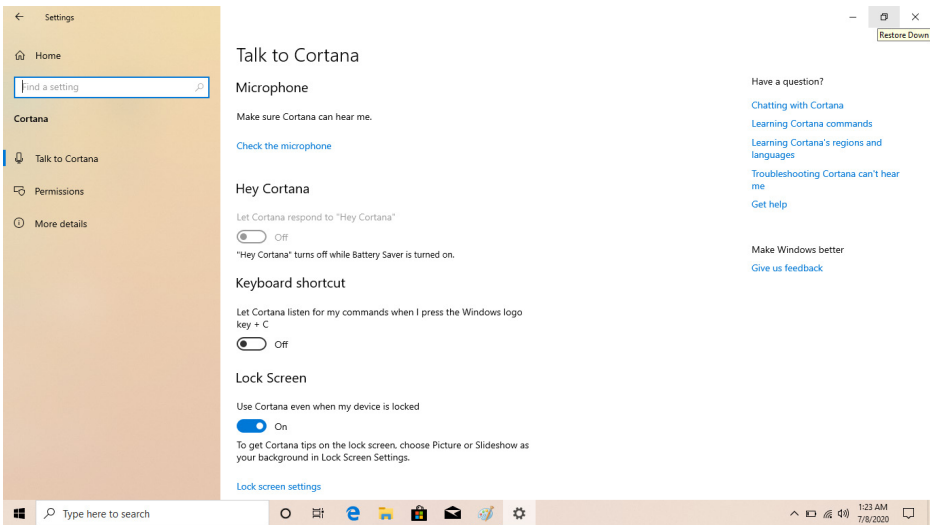 Settings
Restore Down
Home
Find a setting
Cortana
Talk to Cortana
Permissions
More details
Talk to Cortana
Microphone
Make sure Cortana can hear me.
Check the microphone
Hey Cortana
Let Cortana respond to "Hey Cortana"
Off
"Hey Cortana" turns off while Battery Saver is turned on.
Keyboard shortcut
Let Cortana listen for my commands when I press the Windows logo
key + C
Off
Lock Screen
Use Cortana even when my device is locked
On
To get Cortana tips on the lock screen, choose Picture or Slideshow as
your background in Lock Screen Settings.
Lock screen settings
Have a question?
Chatting with Cortana
Learning Cortana commands
Learning Cortana's regions and
languages
Troubleshooting Cortana can't hear
me
Get help
Make Windows better
Give us feedback
Type here to search
1:23 AM
7/8/2020